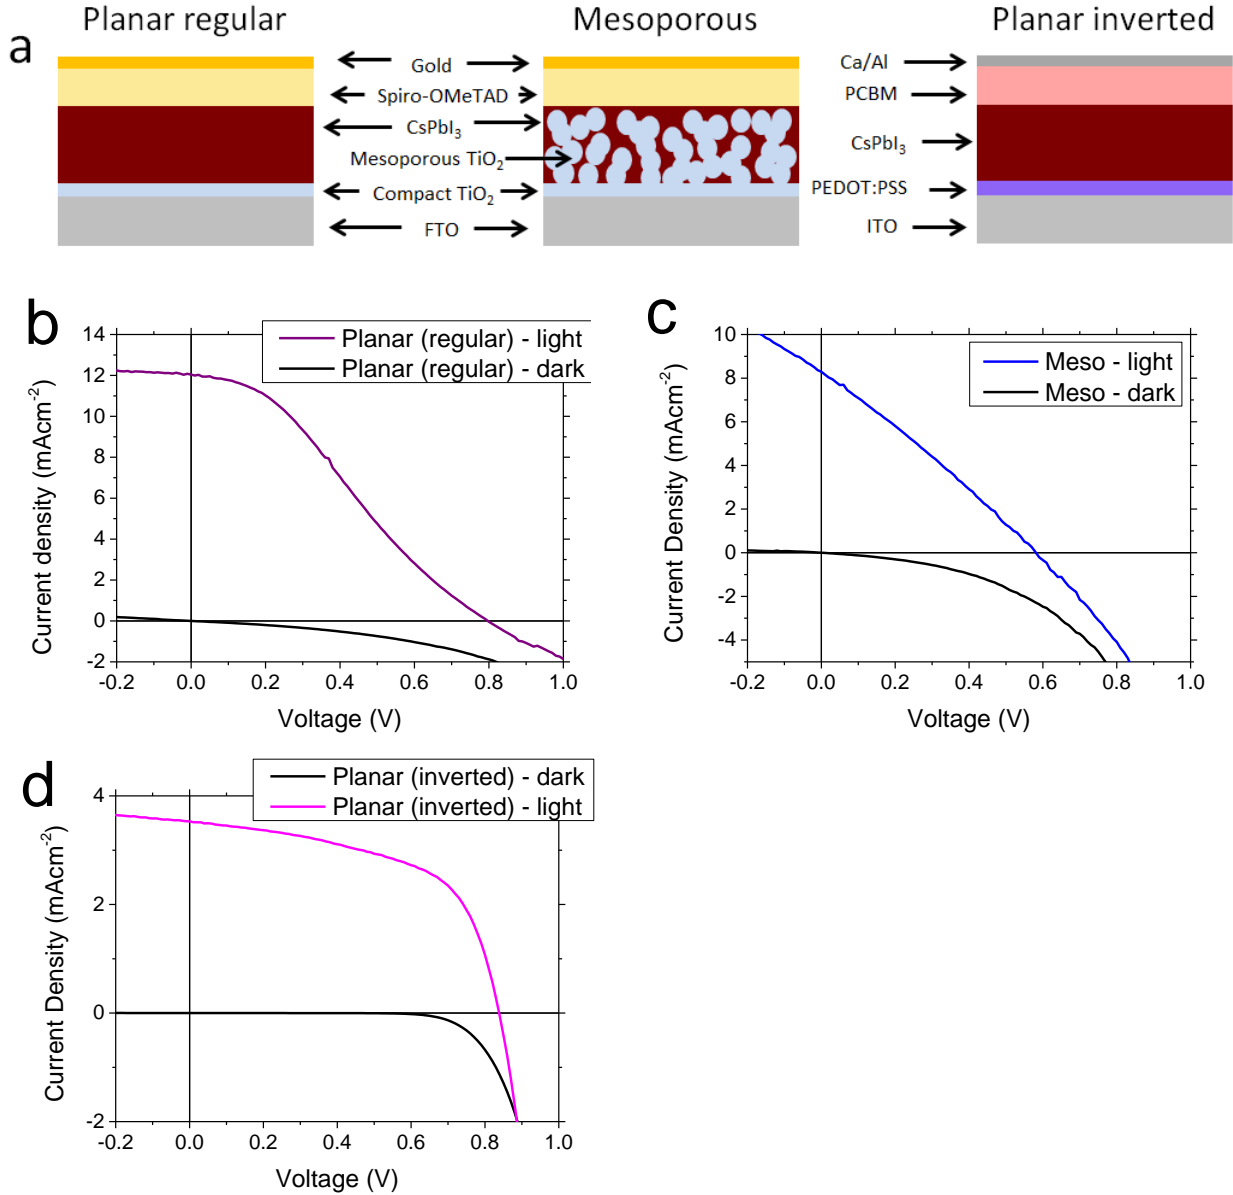 Planar regular
Mesoporous
Planar inverted
a
Gold
Spiro-OMeTAD
CsPbI3
Mesoporous TiO2
Compact TiO2
FTO
Ca/Al
PCBM
CsPbI3
PEDOT:PSS
ITO
b
Planar (regular) - light
Planar (regular) - dark
14
12
10
8
6
4
2
0
-2
-0.2 0.0 0.2 0.4 0.6 0.8 1.0
Current density (mAcm-2)
Voltage (V)
c
Meso - light
Meso - dark
10
8
6
4
2
0
-2
-4
-0.2 0.0 0.2 0.4 0.6 0.8 1.0
Current Density (mAcm-2)
Voltage (V)
d
Planar (inverted) - dark
Planar (inverted) - light
4
2
0
-2
-0.2 0.0 0.2 0.4 0.6 0.8 1.0
Current Density (mAcm-2)
Voltage (V)